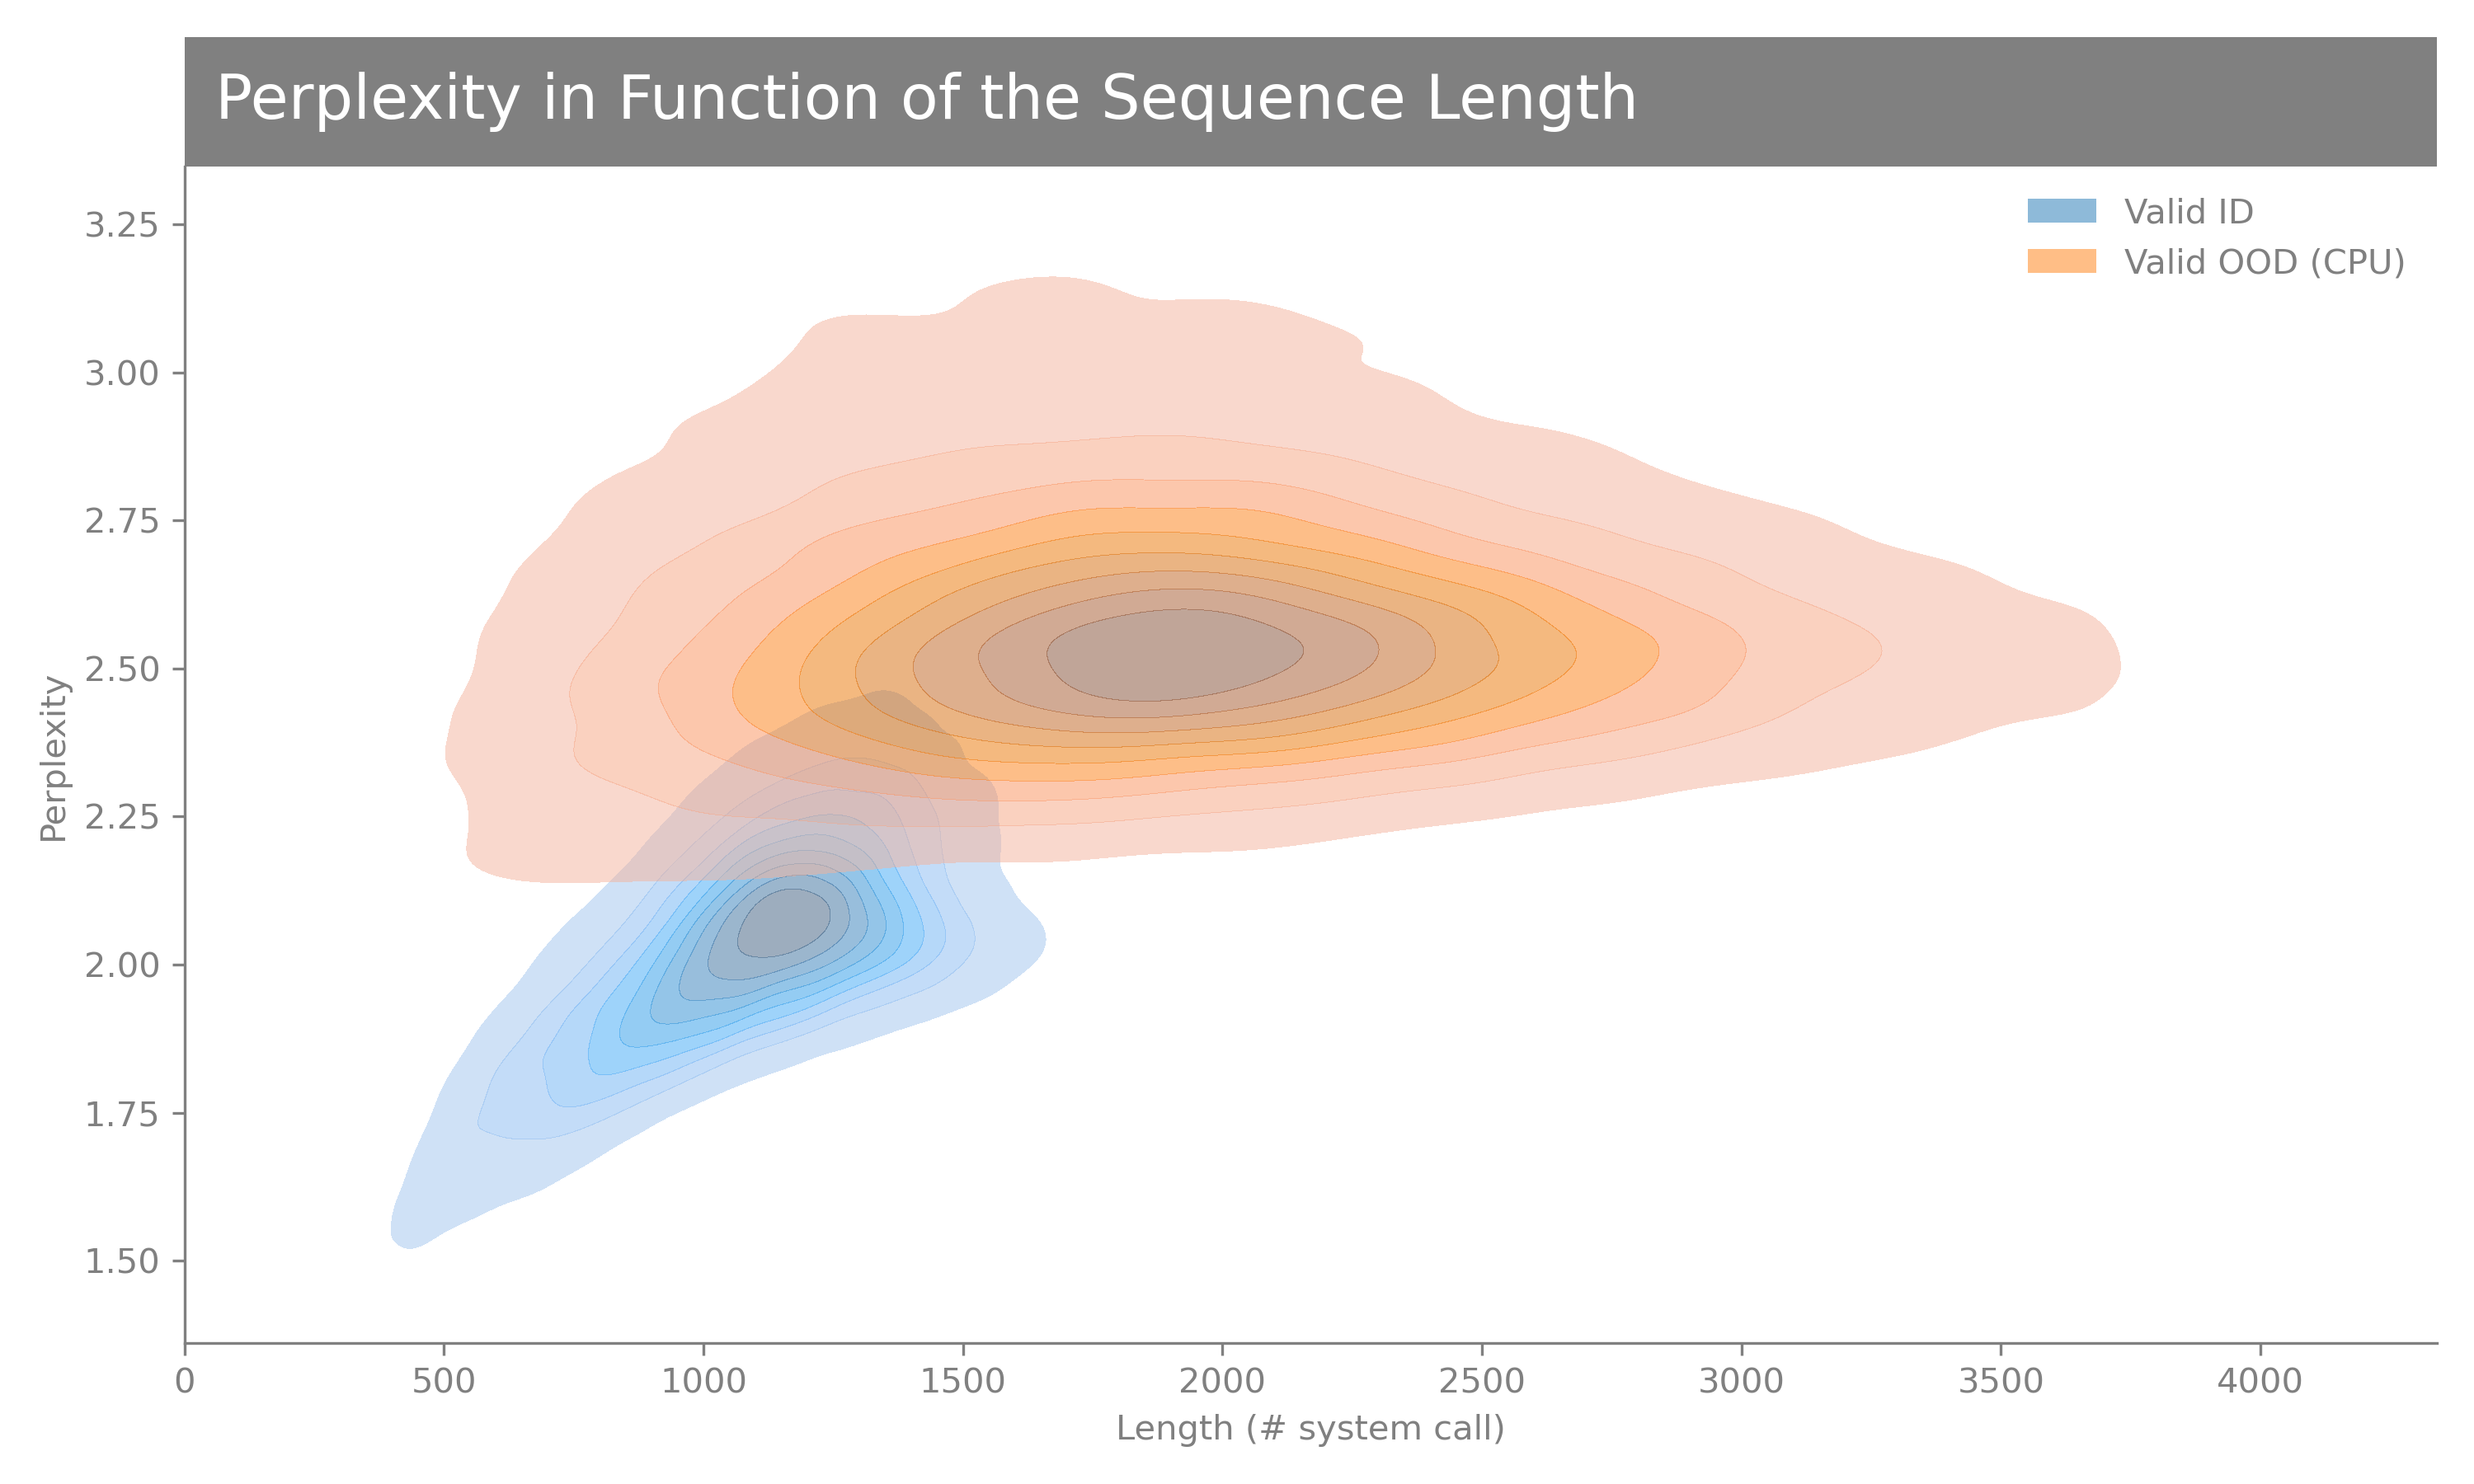 Perplexity in Function of the Sequence Length
Valid ID
Valid OOD (CPU)
Perplexity
3.25
3.00
2.75
2.50
2.25
2.00
1.75
1.50
0 500 1000 1500 2000 2500 3000 3500 4000
Length (# system call)